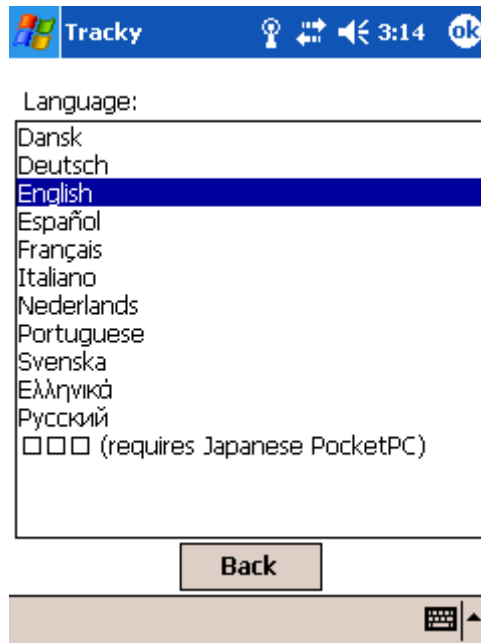 Tracky 3:14 ok
Language:
Dansk
Deutsch
English
Español
Français
Italiano
Nederlands
Portuguese
Svenska
Ελληνικά
Русский
□□□ (requires Japanese PocketPC)
Back